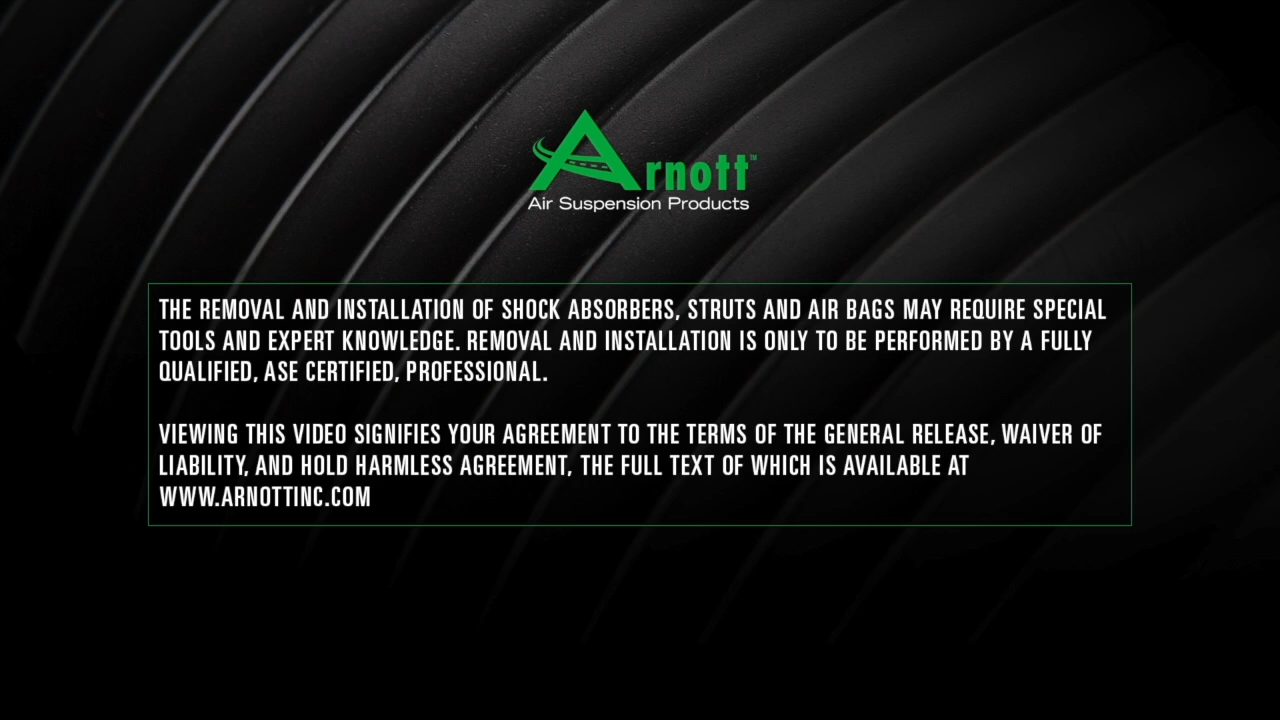 Arnott™
Air Suspension Products
THE REMOVAL AND INSTALLATION OF SHOCK ABSORBERS, STRUTS AND AIR BAGS MAY REQUIRE SPECIAL
TOOLS AND EXPERT KNOWLEDGE. REMOVAL AND INSTALLATION IS ONLY TO BE PERFORMED BY A FULLY
QUALIFIED, ASE CERTIFIED, PROFESSIONAL.
VIEWING THIS VIDEO SIGNIFIES YOUR AGREEMENT TO THE TERMS OF THE GENERAL RELEASE, WAIVER OF
LIABILITY, AND HOLD HARMLESS AGREEMENT, THE FULL TEXT OF WHICH IS AVAILABLE AT
WWW.ARNOTTINC.COM